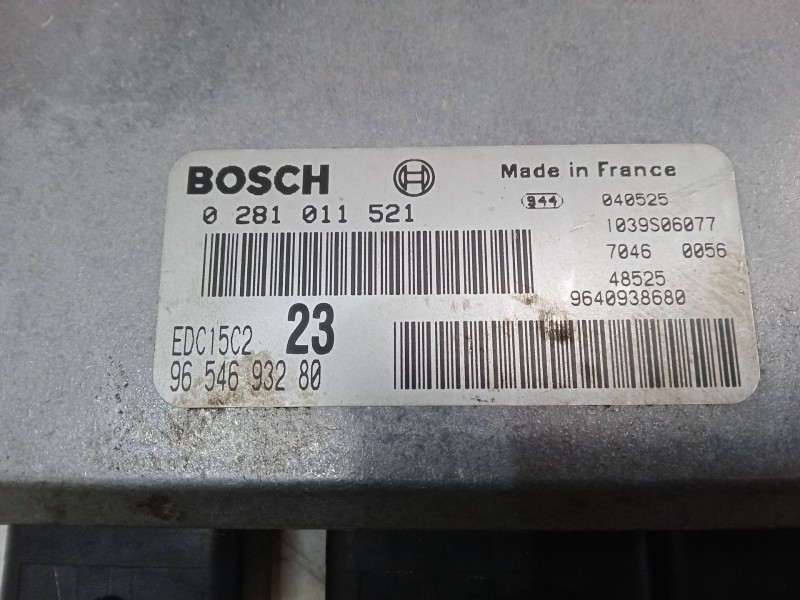 BOSCH
0 281 011 521
EDC15C2 23
96 546 932 80
Made in France
944 040525
1039S06077
7046 0056
48525
9640938680